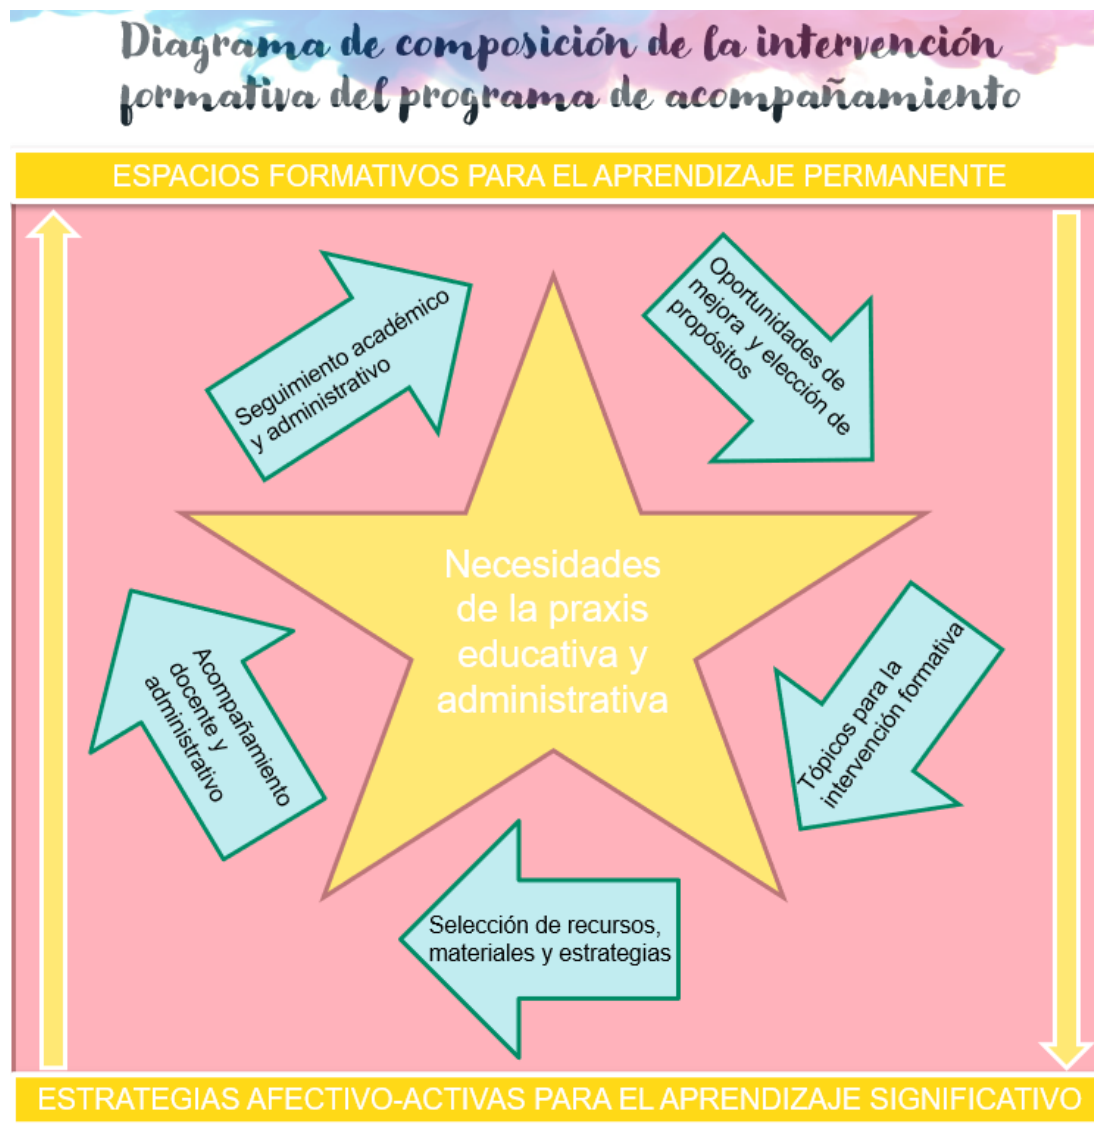 Diagrama de composición de la intervención
formativa del programa de acompañamiento
ESPACIOS FORMATIVOS PARA EL APRENDIZAJE PERMANENTE
Seguimiento académico
y administrativo
Oportunidades de
mejora y elección de
propósitos
Necesidades
de la praxis
educativa y
administrativa
Tópicos para la
intervención formativa
Selección de recursos,
materiales y estrategias
Acompañamiento
docente y
administrativo
ESTRATEGIAS AFECTIVO-ACTIVAS PARA EL APRENDIZAJE SIGNIFICATIVO